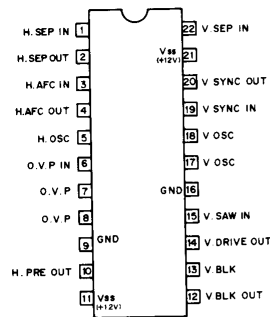 H. SEP IN 1
H. SEP OUT 2
H. AFC IN 3
H. AFC OUT 4
H. OSC 5
O.V.P IN 6
O.V.P 7
O.V.P 8
9 GND
H. PRE OUT 10
11 Vss
(+12V)
22 V. SEP IN
Vss 21
(+12V)
20 V SYNC OUT
19 V SYNC IN
18 V OSC
17 V OSC
GND 16
15 V. SAW IN
14 V. DRIVE OUT
13 V. BLK
12 V BLK OUT